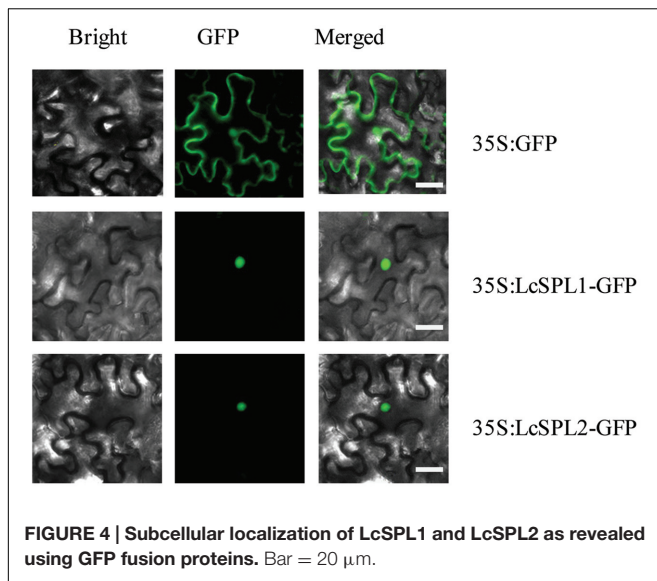 Bright GFP Merged
35S:GFP
35S:LcSPL1-GFP
35S:LcSPL2-GFP
FIGURE 4 | Subcellular localization of LcSPL1 and LcSPL2 as revealed
using GFP fusion proteins. Bar = 20 μm.